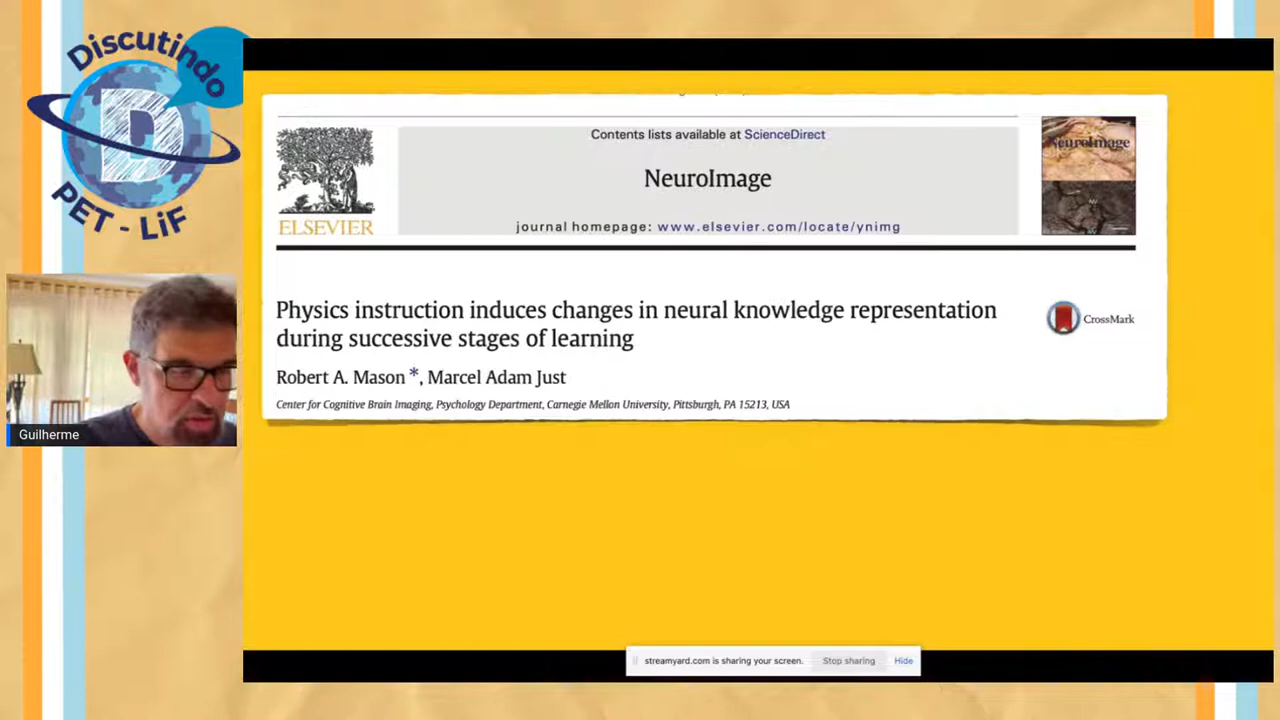 Discutindo
D
PET - LiF
Guilherme
Contents lists available at ScienceDirect
NeuroImage
journal homepage: www.elsevier.com/locate/ynimg
ELSEVIER
NeuroImage
Physics instruction induces changes in neural knowledge representation
during successive stages of learning
CrossMark
Robert A. Mason *, Marcel Adam Just
Center for Cognitive Brain Imaging, Psychology Department, Carnegie Mellon University, Pittsburgh, PA 15213, USA
streamyard.com is sharing your screen. Stop sharing Hide